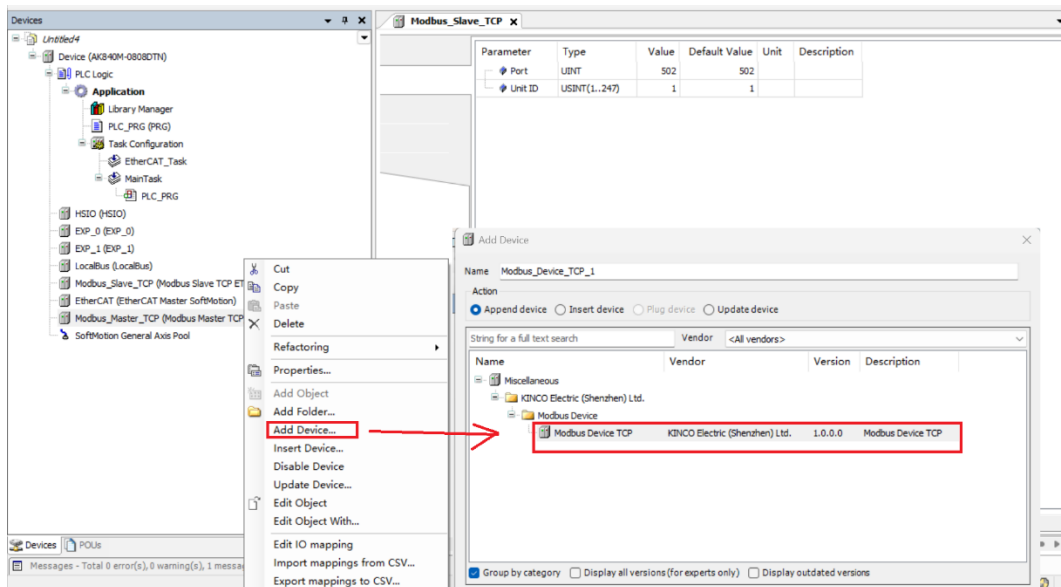 Devices
Untitled4
Device (AK840M-0808DTN)
PLC Logic
Application
Library Manager
PLC_PRG (PRG)
Task Configuration
EtherCAT_Task
MainTask
PLC_PRG
HSIO (HSIO)
EXP_0 (EXP_0)
EXP_1 (EXP_1)
LocalBus (LocalBus)
Modbus_Slave_TCP (Modbus Slave TCP ET
EtherCAT (EtherCAT Master SoftMotion)
Modbus_Master_TCP (Modbus Master TCP
SoftMotion General Axis Pool
Devices POUs
Messages - Total 0 error(s), 0 warning(s), 1 messa
Modbus_Slave_TCP
Parameter Type Value Default Value Unit Description
Port UINT 502 502
Unit ID USINT(1..247) 1 1
Cut
Copy
Paste
Delete
Refactoring
Properties...
Add Object
Add Folder...
Add Device...
Insert Device...
Disable Device
Update Device...
Edit Object
Edit Object With...
Edit IO mapping
Import mappings from CSV...
Export mappings to CSV...
Add Device
Name Modbus_Device_TCP_1
Action
Append device Insert device Plug device Update device
String for a full text search Vendor <All vendors>
Name Vendor Version Description
Miscellaneous
KINCO Electric (Shenzhen) Ltd.
Modbus Device
Modbus Device TCP KINCO Electric (Shenzhen) Ltd. 1.0.0.0 Modbus Device TCP
Group by category Display all versions (for experts only) Display outdated versions